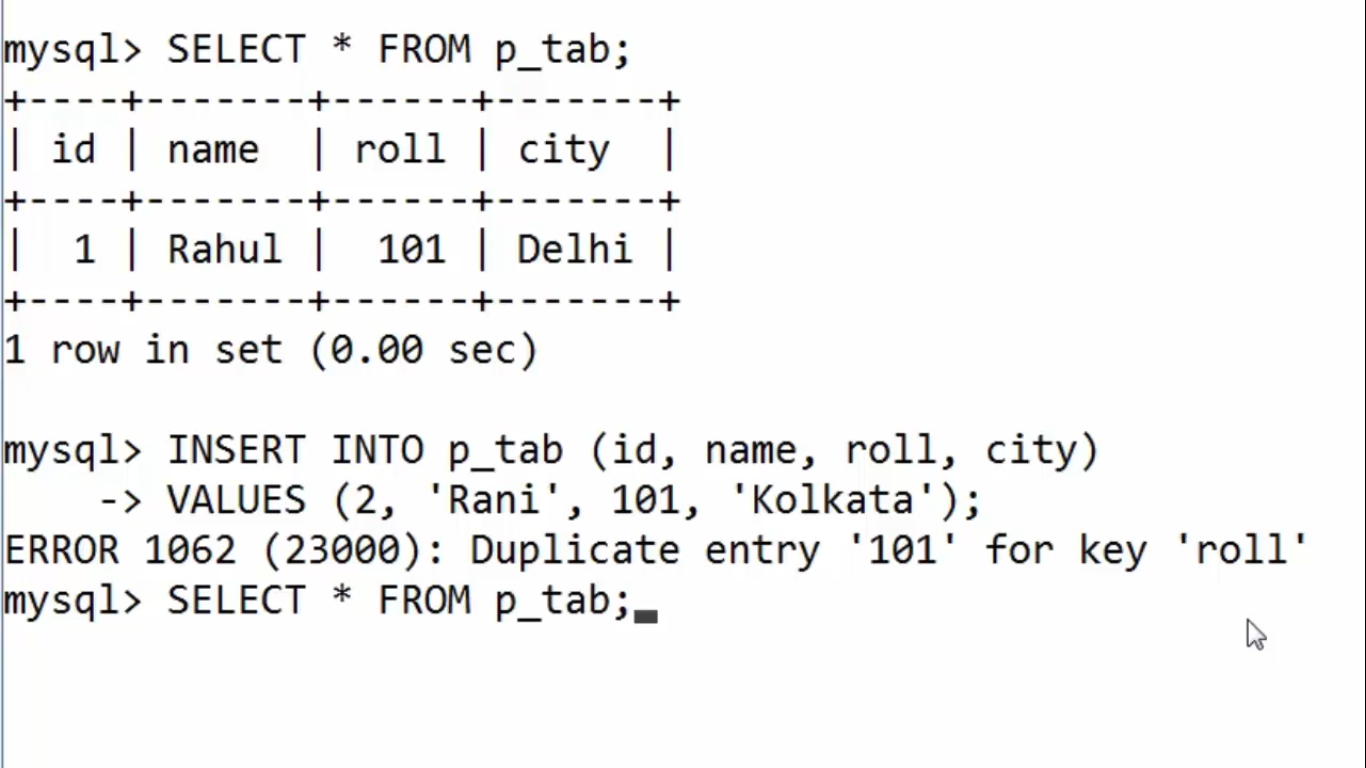 mysql> SELECT * FROM p_tab;
+----+-------+------+-------+
| id | name  | roll | city  |
+----+-------+------+-------+
|  1 | Rahul |  101 | Delhi |
+----+-------+------+-------+
1 row in set (0.00 sec)

mysql> INSERT INTO p_tab (id, name, roll, city)
    -> VALUES (2, 'Rani', 101, 'Kolkata');
ERROR 1062 (23000): Duplicate entry '101' for key 'roll'
mysql> SELECT * FROM p_tab;